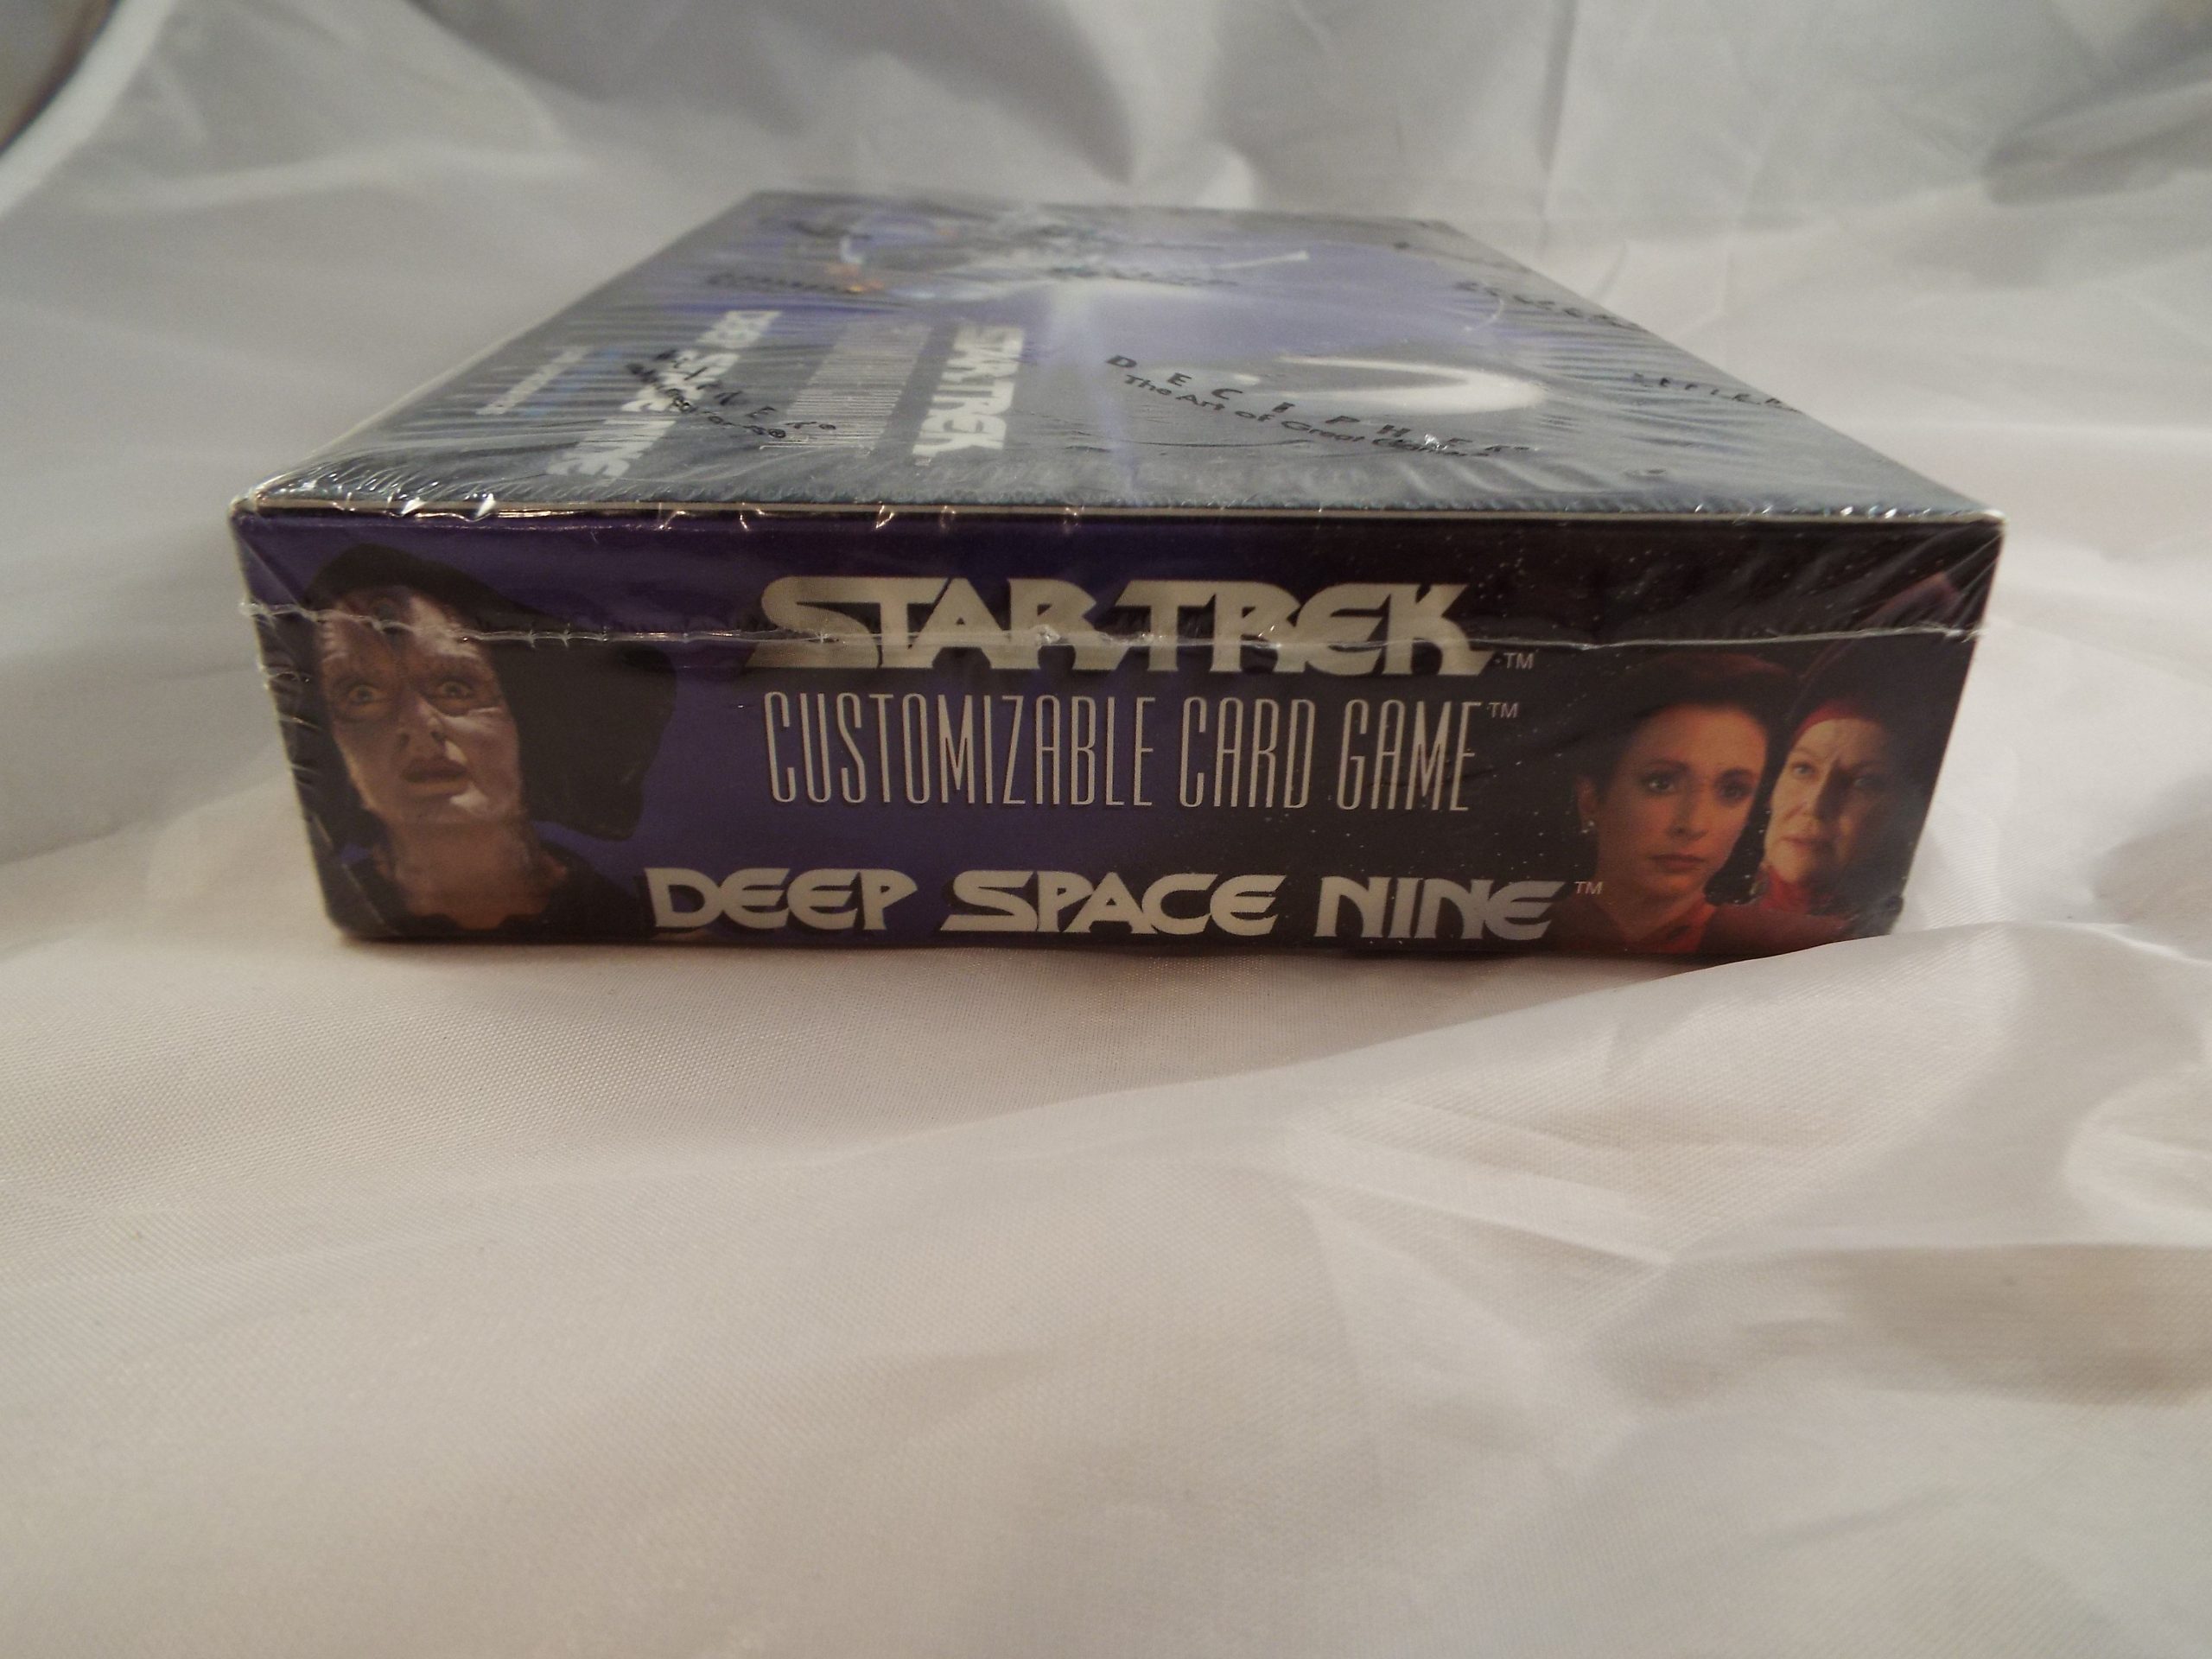 DECIPHER
The Art of Great Games
STAR TREK
DEEP SPACE NINE
STAR TREK™
CUSTOMIZABLE CARD GAME™
DEEP SPACE NINE™